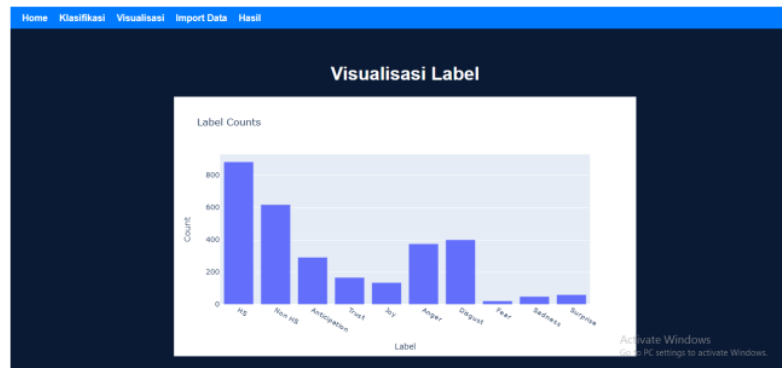 Home Klasifikasi Visualisasi Import Data Hasil
Visualisasi Label
Label Counts
800
600
400
200
0
Count
HS Non HS Anticipation Trust Joy Anger Disgust Fear Sadness Surprise
Label
Activate Windows
Go to PC settings to activate Windows.